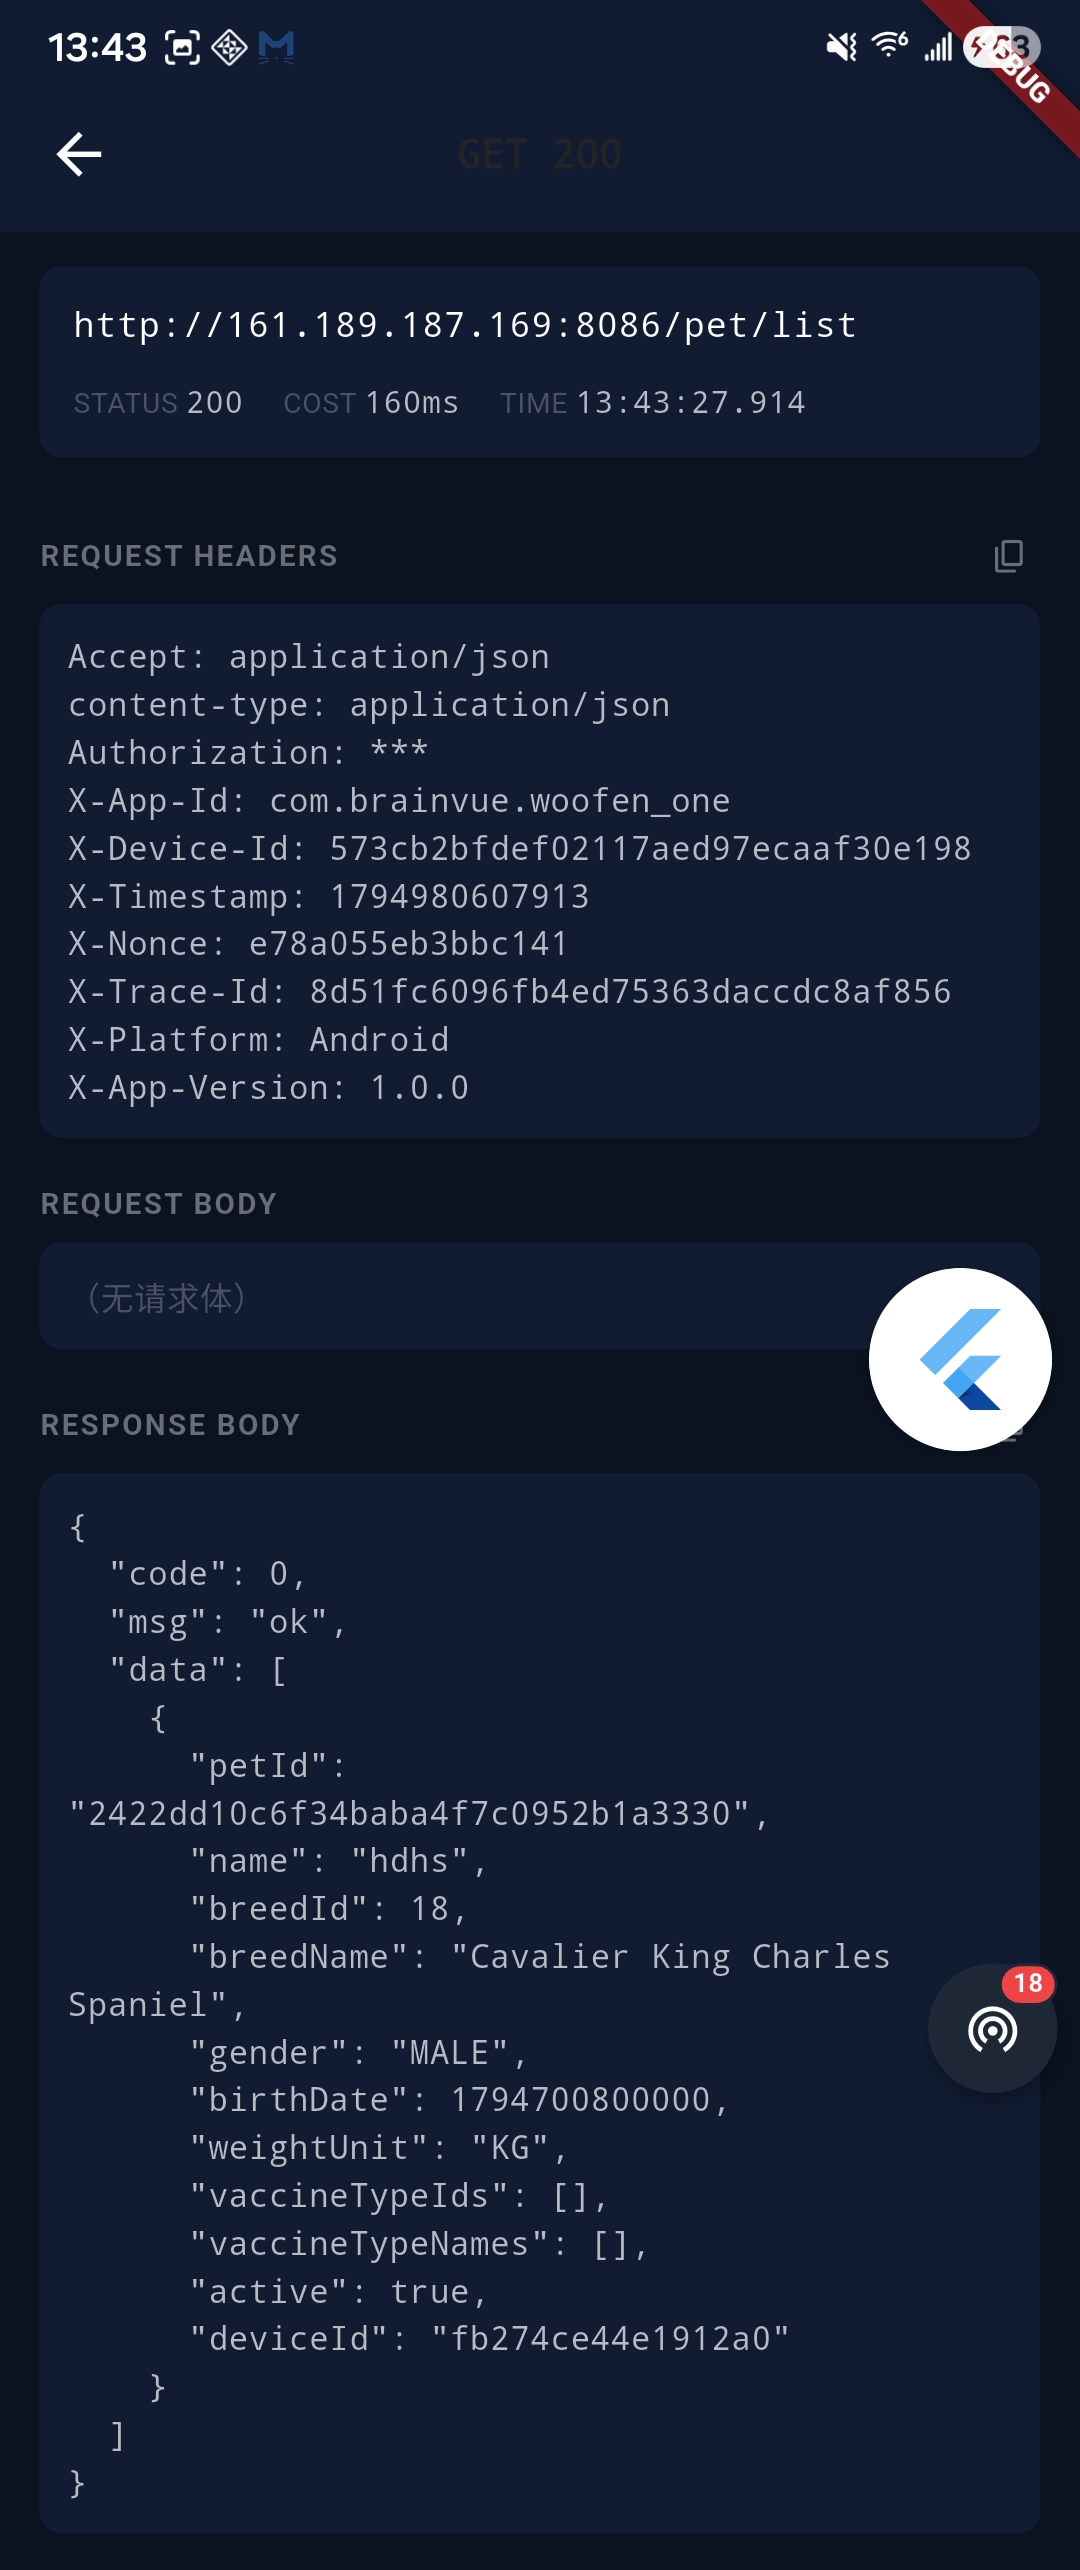 13:43
DEBUG
GET 200
http://161.189.187.169:8086/pet/list
STATUS 200 COST 160ms TIME 13:43:27.914
REQUEST HEADERS
Accept: application/json
content-type: application/json
Authorization: ***
X-App-Id: com.brainvue.woofen_one
X-Device-Id: 573cb2bfdef02117aed97ecaaf30e198
X-Timestamp: 1794980607913
X-Nonce: e78a055eb3bbc141
X-Trace-Id: 8d51fc6096fb4ed75363daccdc8af856
X-Platform: Android
X-App-Version: 1.0.0
REQUEST BODY
（无请求体）
RESPONSE BODY
{
"code": 0,
"msg": "ok",
"data": [
{
"petId":
"2422dd10c6f34baba4f7c0952b1a3330",
"name": "hdhs",
"breedId": 18,
"breedName": "Cavalier King Charles
Spaniel",
18
"gender": "MALE",
"birthDate": 1794700800000,
"weightUnit": "KG",
"vaccineTypeIds": [],
"vaccineTypeNames": [],
"active": true,
"deviceId": "fb274ce44e1912a0"
}
]
}